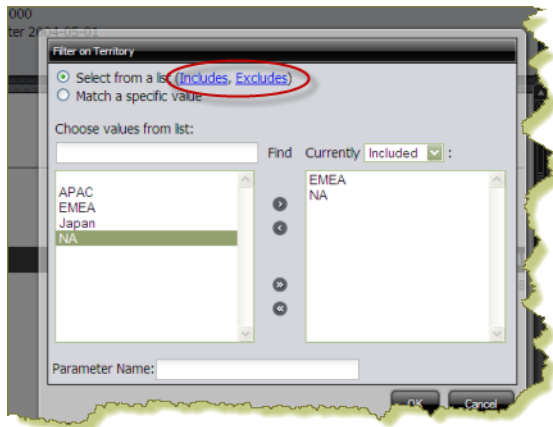 000
ter 2004-05-01
Filter on Territory
Select from a list (Includes, Excludes)
Match a specific value
Choose values from list:
Find
Currently Included :
APAC
EMEA
Japan
NA
EMEA
NA
Parameter Name:
OK
Cancel